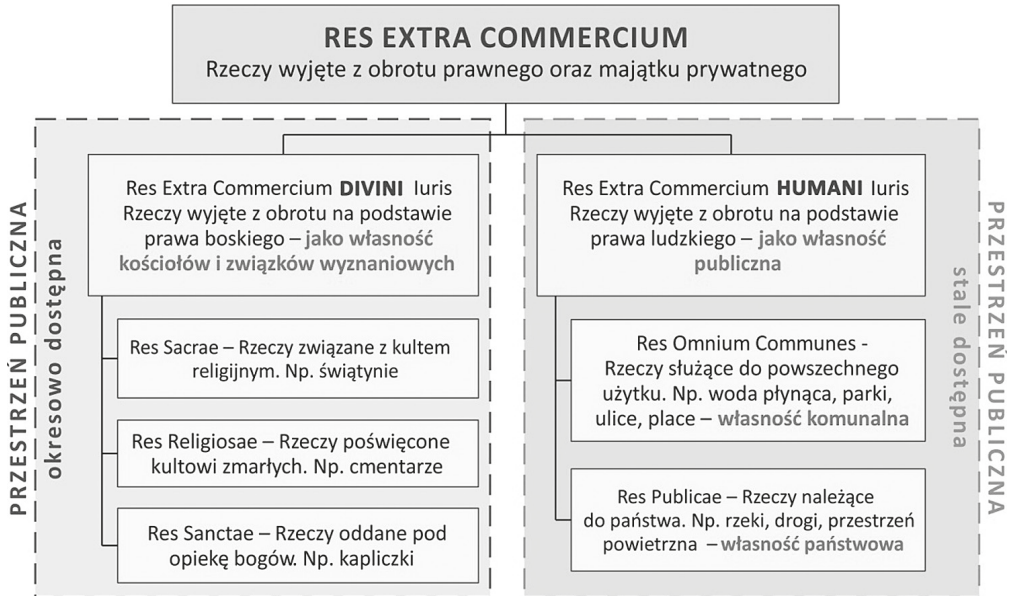 RES EXTRA COMMERCIUM
Rzeczy wyjęte z obrotu prawnego oraz majątku prywatnego
PRZESTRZEŃ PUBLICZNA
okresowo dostępna
Res Extra Commercium DIVINI Iuris
Rzeczy wyjęte z obrotu na podstawie
prawa boskiego – jako własność
kościołów i związków wyznaniowych
Res Sacrae – Rzeczy związane z kultem
religijnym. Np. świątynie
Res Religiosae – Rzeczy poświęcone
kultowi zmarłych. Np. cmentarze
Res Sanctae – Rzeczy oddane pod
opiekę bogów. Np. kapliczki
Res Extra Commercium HUMANI Iuris
Rzeczy wyjęte z obrotu na podstawie
prawa ludzkiego – jako własność
publiczna
Res Omnium Communes -
Rzeczy służące do powszechnego
użytku. Np. woda płynąca, parki,
ulice, place – własność komunalna
Res Publicae – Rzeczy należące
do państwa. Np. rzeki, drogi, przestrzeń
powietrzna – własność państwowa
stale dostępna
PRZESTRZEŃ PUBLICZNA